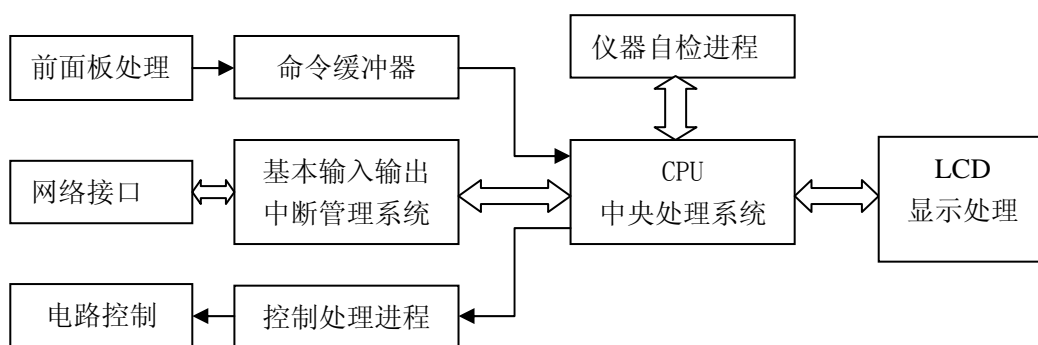 仪器自检进程
前面板处理
命令缓冲器
网络接口
基本输入输出
中断管理系统
CPU
中央处理系统
LCD
显示处理
电路控制
控制处理进程